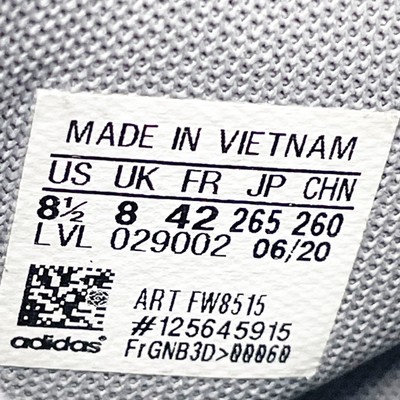 MADE IN VIETNAM
US UK FR JP CHN
8½ 8 42 265 260
LVL 029002 06/20
ART FW8515
#125645915
adidas FrGNB3D>00060